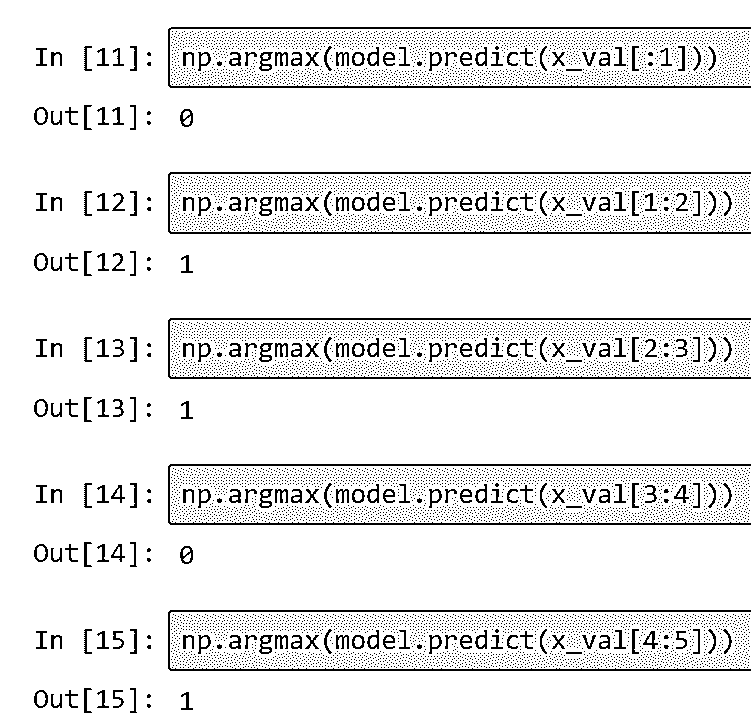 In [11]: np.argmax(model.predict(x_val[:1]))
Out[11]: 0
In [12]: np.argmax(model.predict(x_val[1:2]))
Out[12]: 1
In [13]: np.argmax(model.predict(x_val[2:3]))
Out[13]: 1
In [14]: np.argmax(model.predict(x_val[3:4]))
Out[14]: 0
In [15]: np.argmax(model.predict(x_val[4:5]))
Out[15]: 1